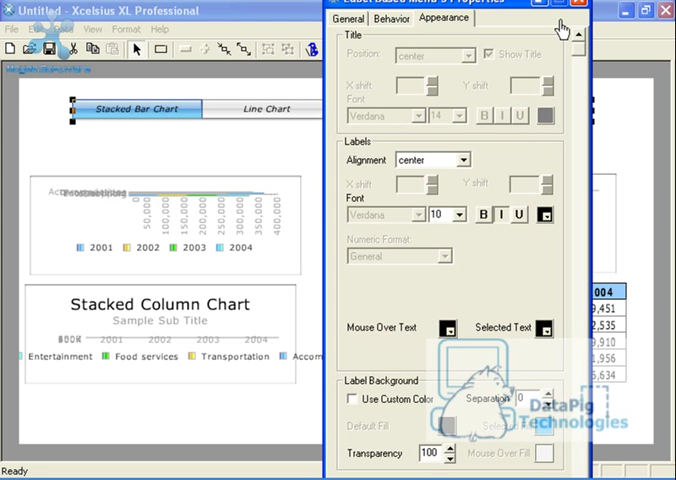 Untitled - Xcelsius XL Professional
Label Based Menu 3 Properties
File
View Format Help
General Behavior Appearance
Title
Position: center Show Title
X shift Y shift
Font
Verdana 14 B I U
Labels
Alignment center
X shift Y shift
Font
Verdana 10 B I U
Numeric Format:
General
Mouse Over Text Selected Text
Label Background
Use Custom Color Separation 0
Default Fill Selected Fill
Transparency 100 Mouse Over Fill
Stacked Bar Chart Line Chart
0
50,000
100,000
150,000
200,000
250,000
300,000
350,000
400,000
2001 2002 2003 2004
Stacked Column Chart
Sample Sub Title
2001 2002 2003 2004
Entertainment Food services Transportation Accom
004
9,451
2,535
9,910
1,956
5,634
DataPig
Technologies
Ready